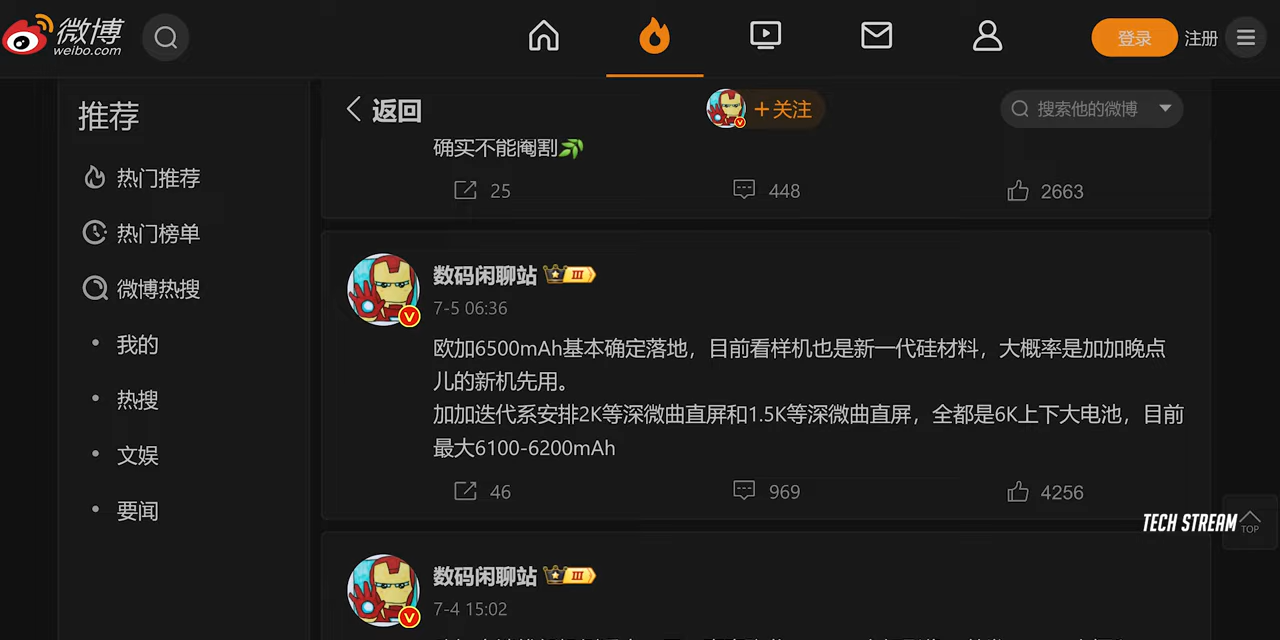 微博
weibo.com
登录
注册
推荐
热门推荐
热门榜单
微博热搜
我的
热搜
文娱
要闻
返回
+关注
搜索他的微博
确实不能阉割
25
448
2663
数码闲聊站 III
7-5 06:36
欧加6500mAh基本确定落地，目前看样机也是新一代硅材料，大概率是加加晚点
儿的新机先用。
加加迭代系安排2K等深微曲直屏和1.5K等深微曲直屏，全都是6K上下大电池，目前
最大6100-6200mAh
46
969
4256
TECH STREAM
TOP
数码闲聊站 III
7-4 15:02